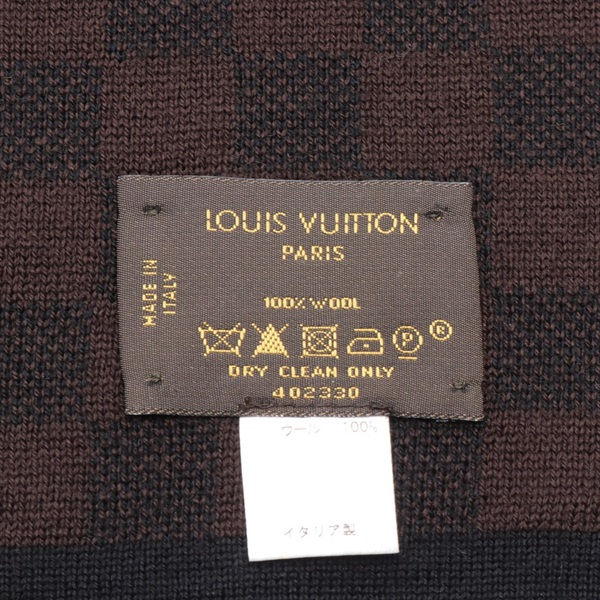 LOUIS VUITTON
PARIS
MADE IN
ITALY
100% WOOL
P
®
DRY CLEAN ONLY
402330
ウール 100%
イタリア製